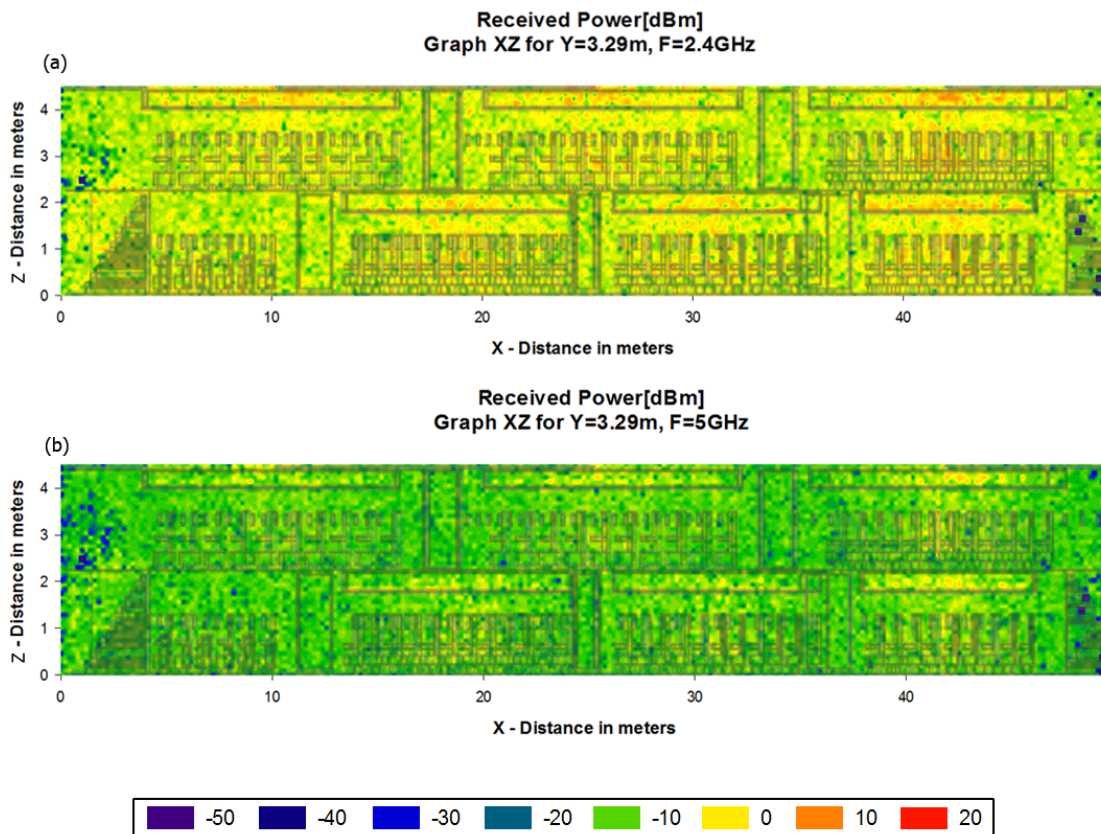 Received Power[dBm]
Graph XZ for Y=3.29m, F=2.4GHz
(a)
Z - Distance in meters
4
3
2
1
0
0 10 20 30 40
X - Distance in meters
Received Power[dBm]
Graph XZ for Y=3.29m, F=5GHz
(b)
Z - Distance in meters
4
3
2
1
0
0 10 20 30 40
X - Distance in meters
-50 -40 -30 -20 -10 0 10 20